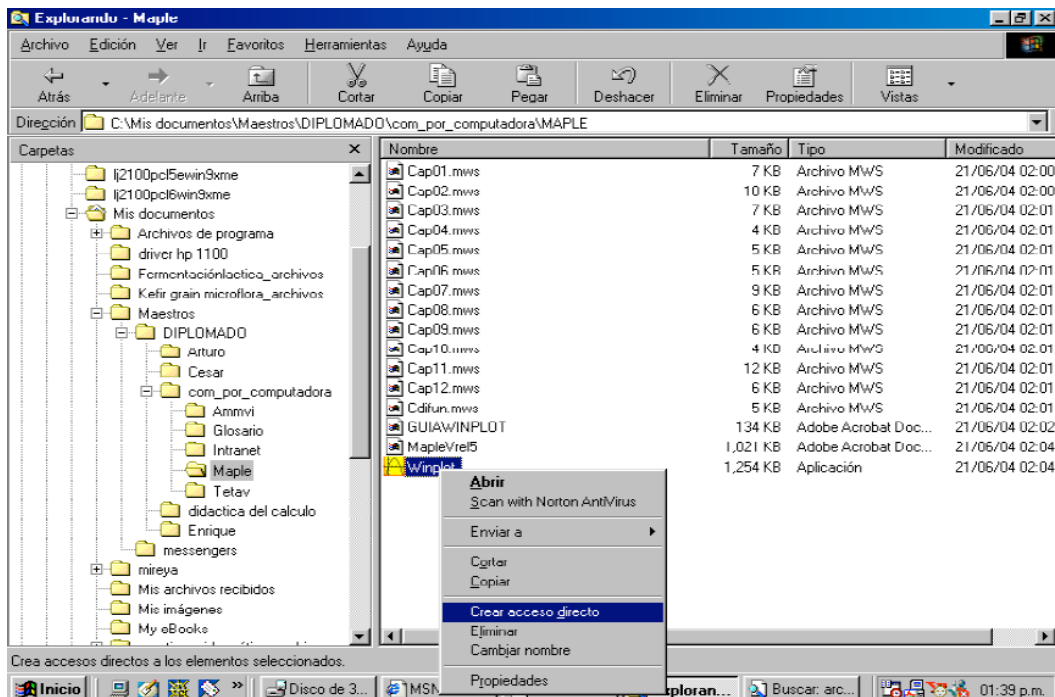 Explorando - Maple
Archivo Edición Ver Ir Favoritos Herramientas Ayuda
Atrás Adelante Arriba Cortar Copiar Pegar Deshacer Eliminar Propiedades Vistas
Dirección C:\Mis documentos\Maestros\DIPLOMADO\com_por_computadora\MAPLE
Carpetas
lj2100pcl5ewin9xme
lj2100pcl6win9xme
Mis documentos
Archivos de programa
driver hp 1100
Fermentaciónlactica_archivos
Kefir grain microflora_archivos
Maestros
DIPLOMADO
Arturo
Cesar
com_por_computadora
Ammvi
Glosario
Intranet
Maple
Tetav
didactica del calculo
Enrique
messengers
mireya
Mis archivos recibidos
Mis imágenes
My eBooks
Nombre Tamaño Tipo Modificado
Cap01.mws 7 KB Archivo MWS 21/06/04 02:00
Cap02.mws 10 KB Archivo MWS 21/06/04 02:00
Cap03.mws 7 KB Archivo MWS 21/06/04 02:01
Cap04.mws 4 KB Archivo MWS 21/06/04 02:01
Cap05.mws 5 KB Archivo MWS 21/06/04 02:01
Cap06.mws 5 KB Archivo MWS 21/06/04 02:01
Cap07.mws 9 KB Archivo MWS 21/06/04 02:01
Cap08.mws 6 KB Archivo MWS 21/06/04 02:01
Cap09.mws 6 KB Archivo MWS 21/06/04 02:01
Cap10.mws 4 KB Archivo MWS 21/06/04 02:01
Cap11.mws 12 KB Archivo MWS 21/06/04 02:01
Cap12.mws 6 KB Archivo MWS 21/06/04 02:01
Cdifun.mws 5 KB Archivo MWS 21/06/04 02:01
GUIAWINPLOT 134 KB Adobe Acrobat Doc... 21/06/04 02:02
MapleVrel5 1,021 KB Adobe Acrobat Doc... 21/06/04 02:04
Winplot 1,254 KB Aplicación 21/06/04 02:04
Abrir
Scan with Norton AntiVirus
Enviar a
Cortar
Copiar
Crear acceso directo
Eliminar
Cambiar nombre
Propiedades
Crea accesos directos a los elementos seleccionados.
Inicio » Disco de 3... MSN xploran... Buscar: arc... 01:39 p.m.